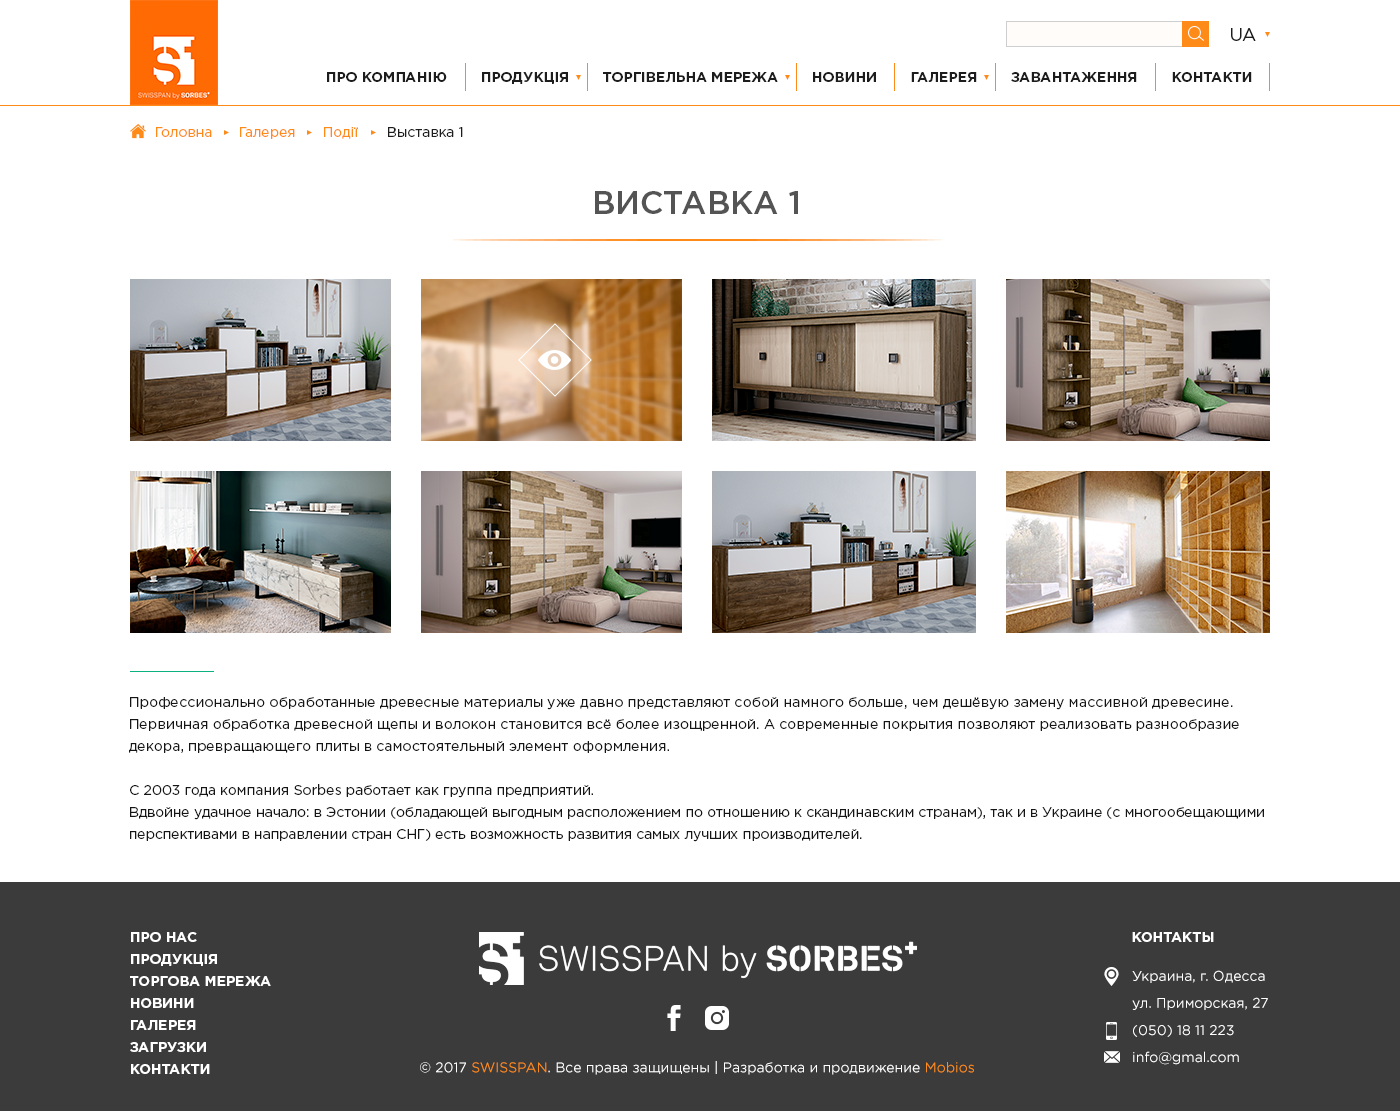 UA
SWISSPAN by SORBES+
ПРО КОМПАНІЮ
ПРОДУКЦІЯ
ТОРГІВЕЛЬНА МЕРЕЖА
НОВИНИ
ГАЛЕРЕЯ
ЗАВАНТАЖЕННЯ
КОНТАКТИ
Головна
Галерея
Події
Выставка 1
ВИСТАВКА 1
Профессионально обработанные древесные материалы уже давно представляют собой намного больше, чем дешёвую замену массивной древесине.
Первичная обработка древесной щепы и волокон становится всё более изощренной. А современные покрытия позволяют реализовать разнообразие
декора, превращающего плиты в самостоятельный элемент оформления.
С 2003 года компания Sorbes работает как группа предприятий.
Вдвойне удачное начало: в Эстонии (обладающей выгодным расположением по отношению к скандинавским странам), так и в Украине (с многообещающими
перспективами в направлении стран СНГ) есть возможность развития самых лучших производителей.
ПРО НАС
ПРОДУКЦІЯ
ТОРГОВА МЕРЕЖА
НОВИНИ
ГАЛЕРЕЯ
ЗАГРУЗКИ
КОНТАКТИ
SWISSPAN by SORBES+
© 2017 SWISSPAN. Все права защищены | Разработка и продвижение Mobios
КОНТАКТЫ
Украина, г. Одесса
ул. Приморская, 27
(050) 18 11 223
info@gmal.com